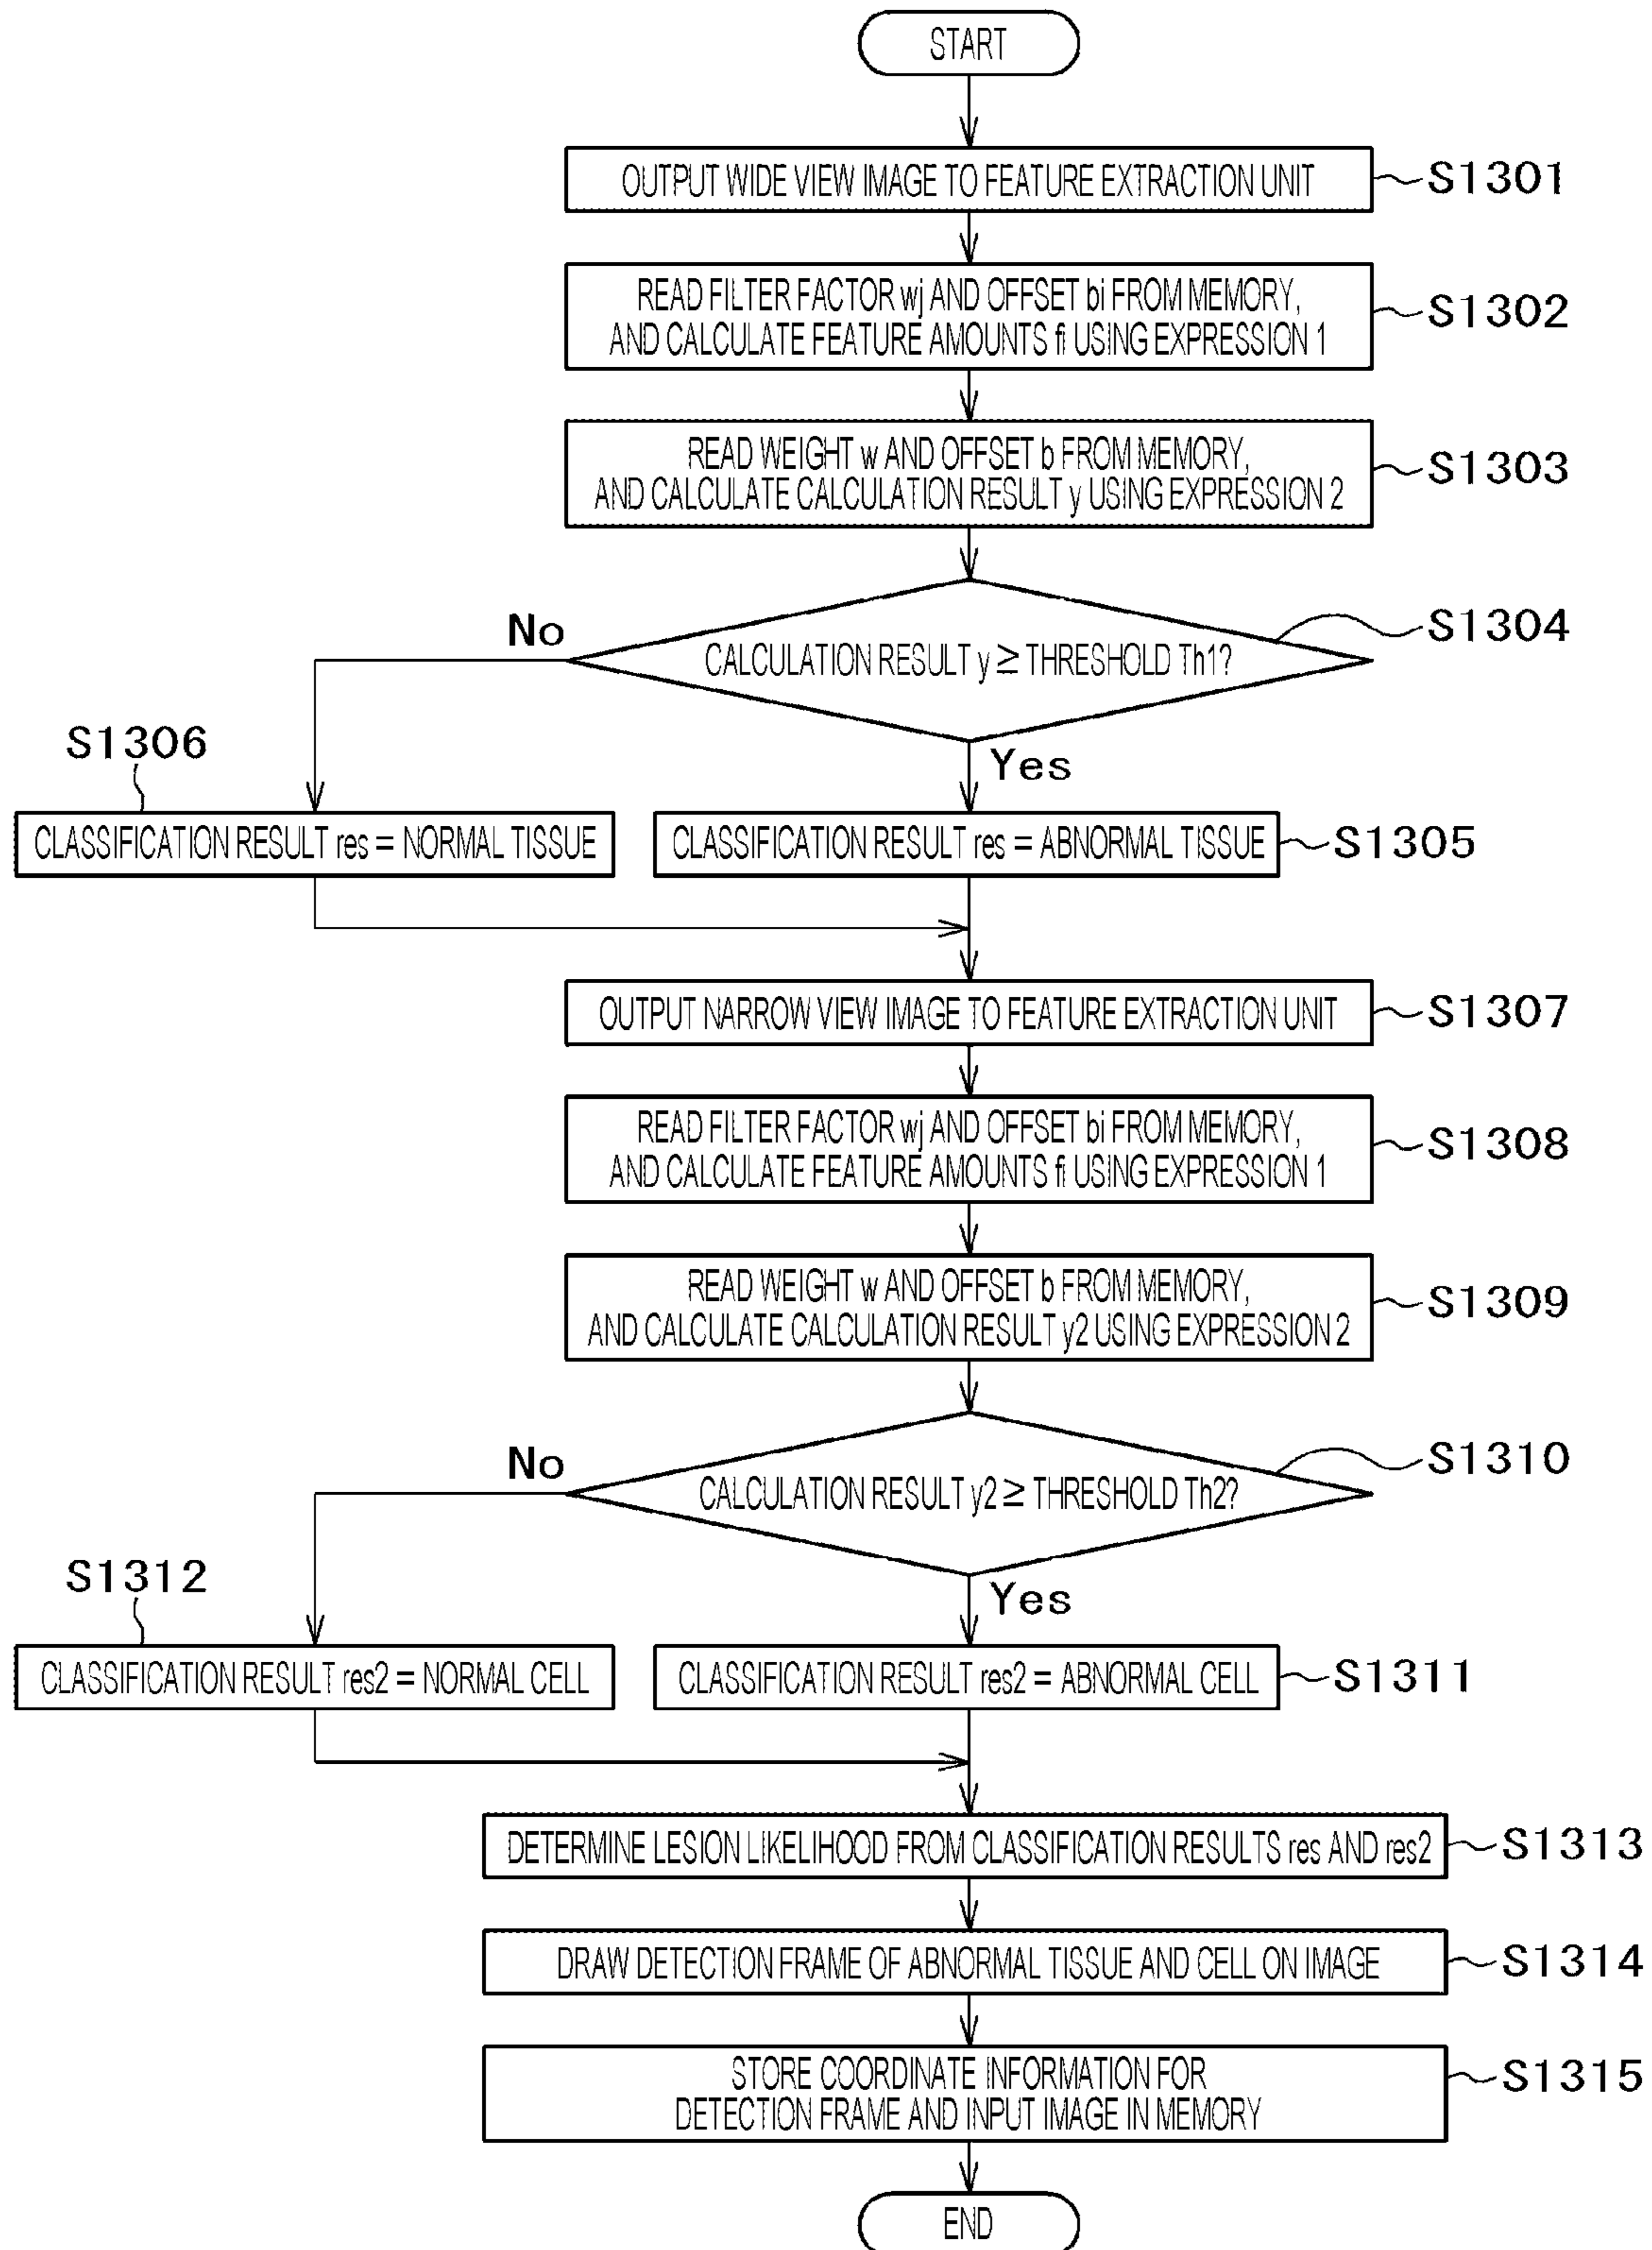 START
OUTPUT WIDE VIEW IMAGE TO FEATURE EXTRACTION UNIT
S1301
READ FILTER FACTOR wj AND OFFSET bi FROM MEMORY,
AND CALCULATE FEATURE AMOUNTS fi USING EXPRESSION 1
S1302
READ WEIGHT w AND OFFSET b FROM MEMORY,
AND CALCULATE CALCULATION RESULT y USING EXPRESSION 2
S1303
CALCULATION RESULT y ≧ THRESHOLD Th1?
S1304
No
Yes
S1306
CLASSIFICATION RESULT res = NORMAL TISSUE
CLASSIFICATION RESULT res = ABNORMAL TISSUE
S1305
OUTPUT NARROW VIEW IMAGE TO FEATURE EXTRACTION UNIT
S1307
READ FILTER FACTOR wj AND OFFSET bi FROM MEMORY,
AND CALCULATE FEATURE AMOUNTS fi USING EXPRESSION 1
S1308
READ WEIGHT w AND OFFSET b FROM MEMORY,
AND CALCULATE CALCULATION RESULT y2 USING EXPRESSION 2
S1309
CALCULATION RESULT y2 ≧ THRESHOLD Th2?
S1310
No
Yes
S1312
CLASSIFICATION RESULT res2 = NORMAL CELL
CLASSIFICATION RESULT res2 = ABNORMAL CELL
S1311
DETERMINE LESION LIKELIHOOD FROM CLASSIFICATION RESULTS res AND res2
S1313
DRAW DETECTION FRAME OF ABNORMAL TISSUE AND CELL ON IMAGE
S1314
STORE COORDINATE INFORMATION FOR
DETECTION FRAME AND INPUT IMAGE IN MEMORY
S1315
END